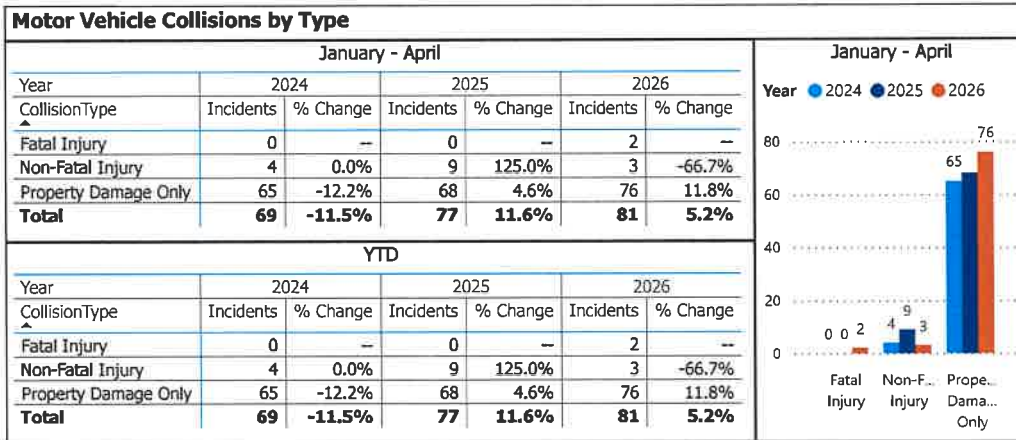 Motor Vehicle Collisions by Type
January - April
Year 2024 2025 2026
CollisionType Incidents % Change Incidents % Change Incidents % Change
Fatal Injury 0 -- 0 -- 2 --
Non-Fatal Injury 4 0.0% 9 125.0% 3 -66.7%
Property Damage Only 65 -12.2% 68 4.6% 76 11.8%
Total 69 -11.5% 77 11.6% 81 5.2%
YTD
Year 2024 2025 2026
CollisionType Incidents % Change Incidents % Change Incidents % Change
Fatal Injury 0 -- 0 -- 2 --
Non-Fatal Injury 4 0.0% 9 125.0% 3 -66.7%
Property Damage Only 65 -12.2% 68 4.6% 76 11.8%
Total 69 -11.5% 77 11.6% 81 5.2%
January - April
Year 2024 2025 2026
76
80
65
60
40
20
9
4 3
0 0 2
0
Fatal Non-F... Prope...
Injury Injury Dama...
Only